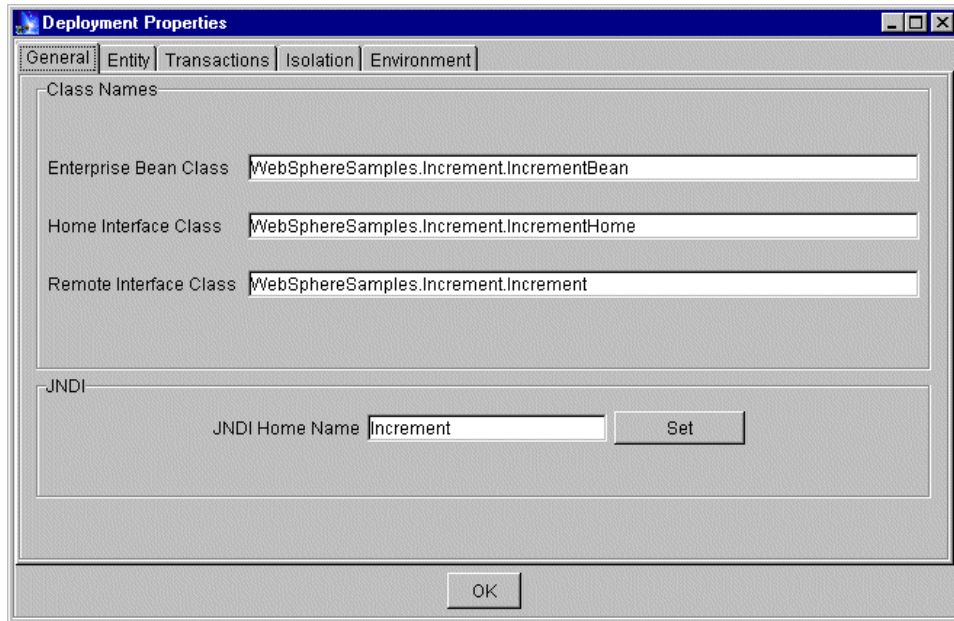 Deployment Properties
General Entity Transactions Isolation Environment
Class Names
Enterprise Bean Class WebSphereSamples.Increment.IncrementBean
Home Interface Class WebSphereSamples.Increment.IncrementHome
Remote Interface Class WebSphereSamples.Increment.Increment
JNDI
JNDI Home Name Increment Set
OK